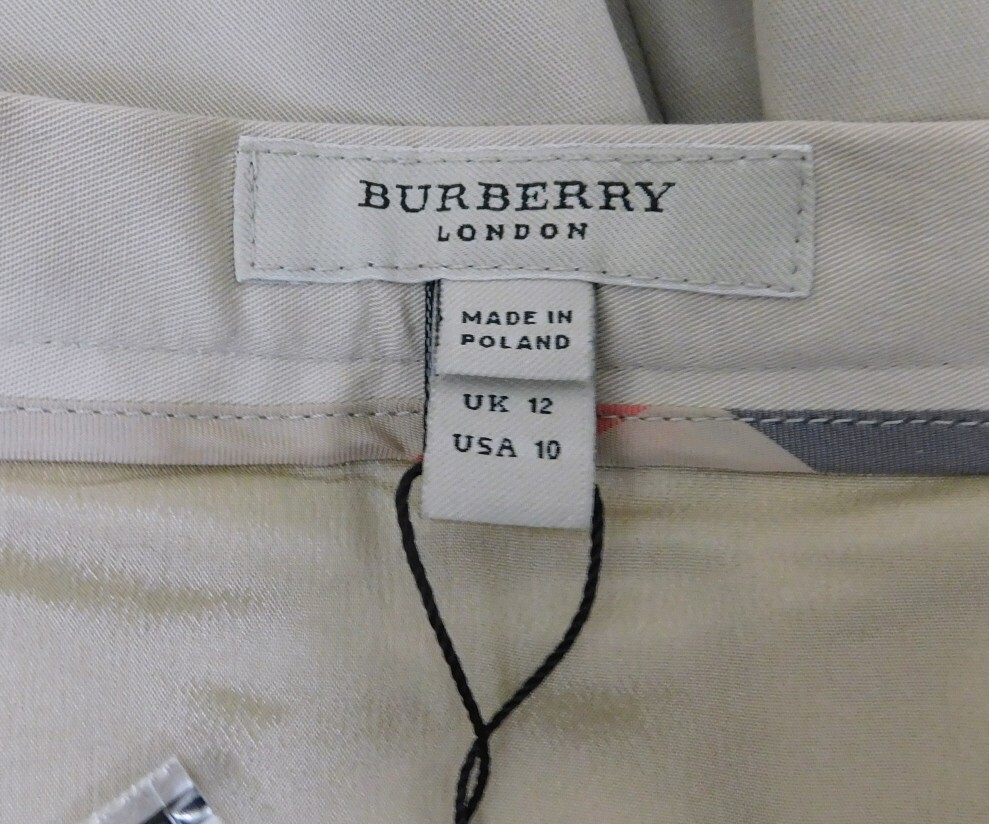 BURBERRY
LONDON
MADE IN
POLAND
UK 12
USA 10